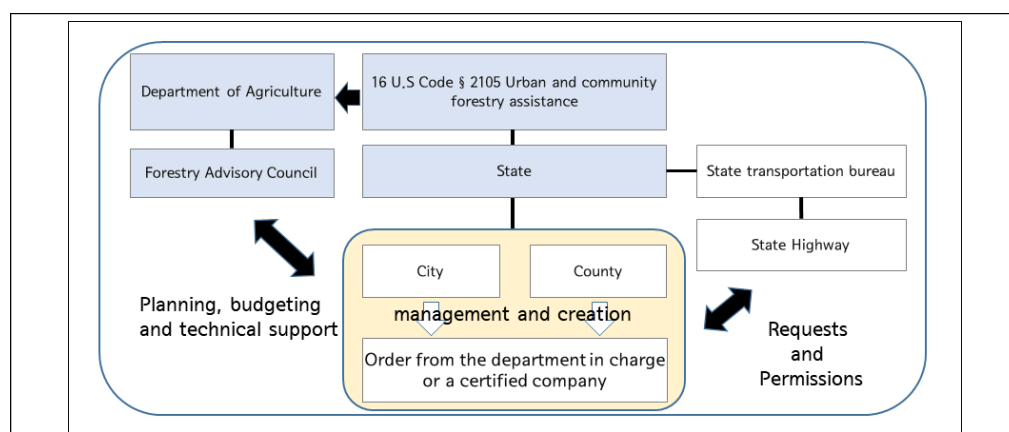 Department of Agriculture
16 U.S Code § 2105 Urban and community
forestry assistance
Forestry Advisory Council
State
State transportation bureau
State Highway
City
County
Planning, budgeting
and technical support
management and creation
Order from the department in charge
or a certified company
Requests
and
Permissions